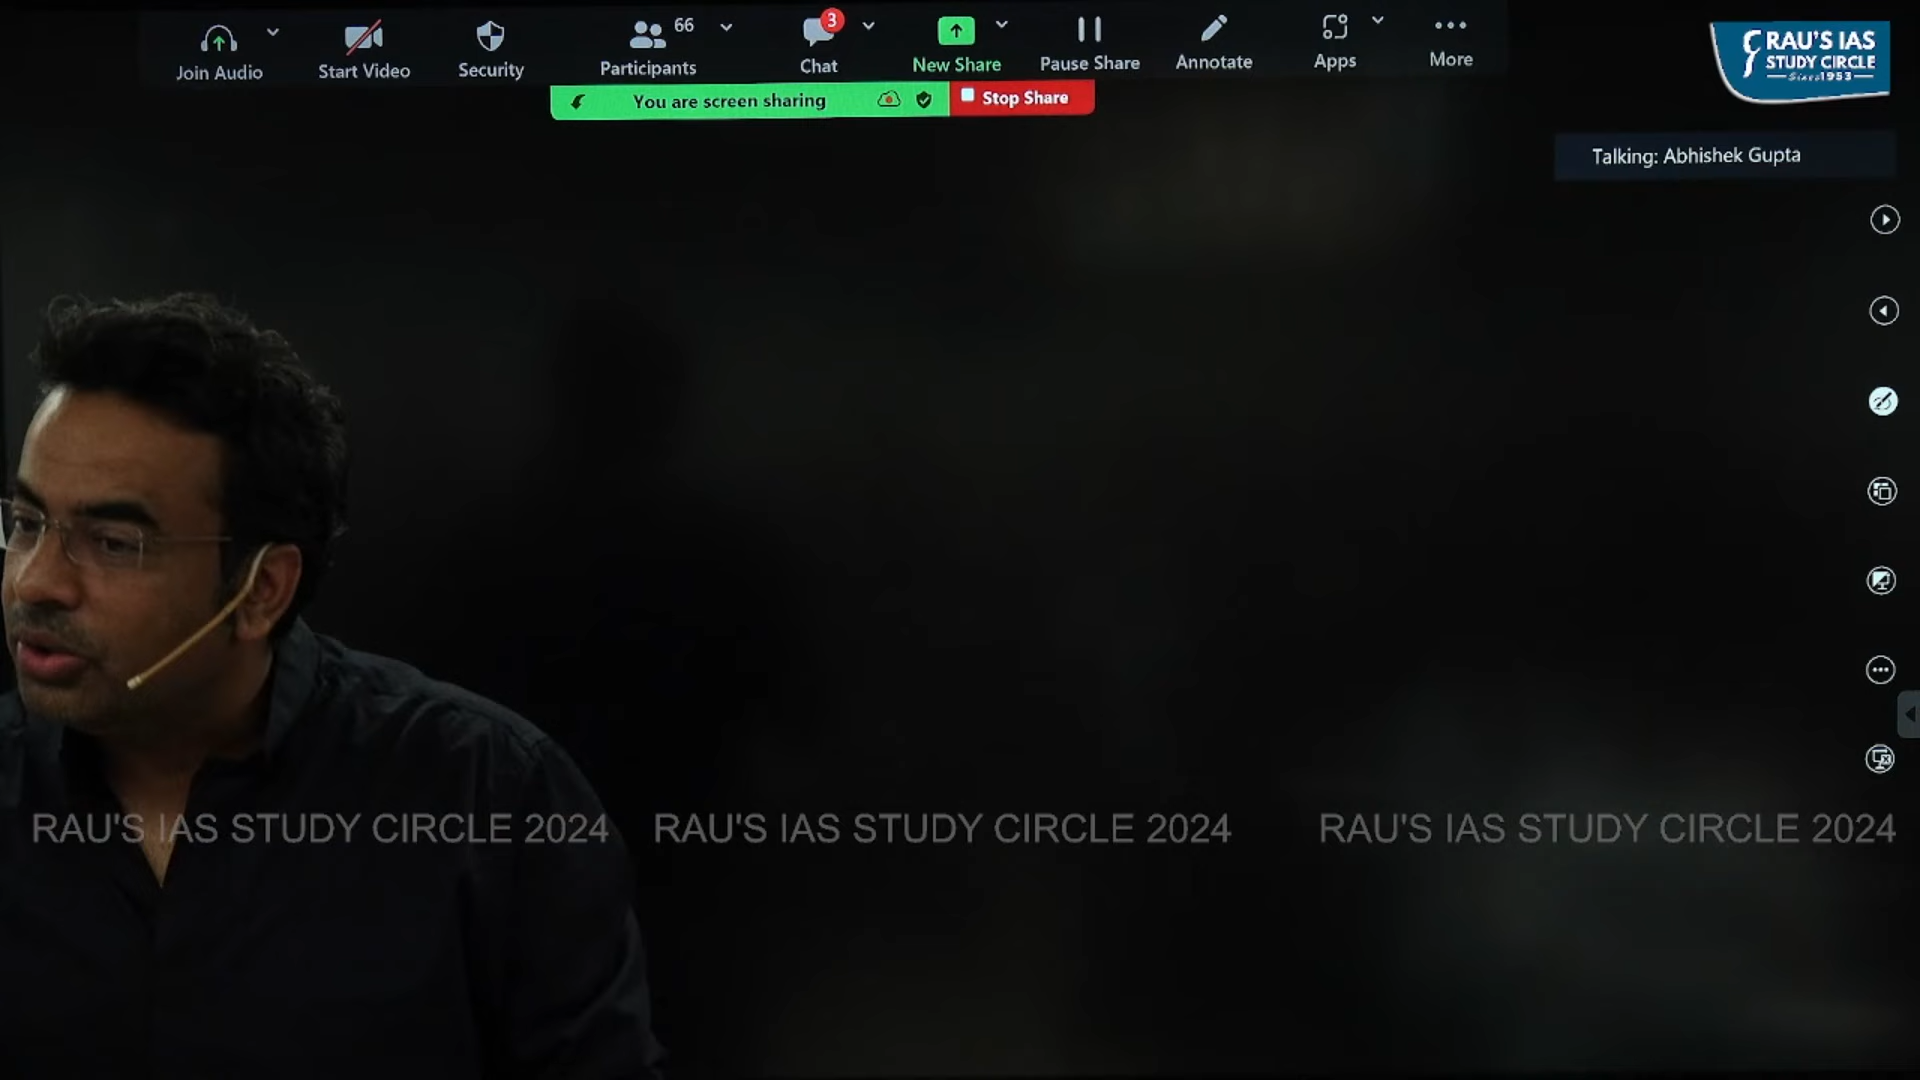 Join Audio
Start Video
Security
66
Participants
3
Chat
New Share
Pause Share
Annotate
Apps
More
RAU'S IAS
STUDY CIRCLE
Since 1953
You are screen sharing
Stop Share
Talking: Abhishek Gupta
RAU'S IAS STUDY CIRCLE 2024 RAU'S IAS STUDY CIRCLE 2024 RAU'S IAS STUDY CIRCLE 2024